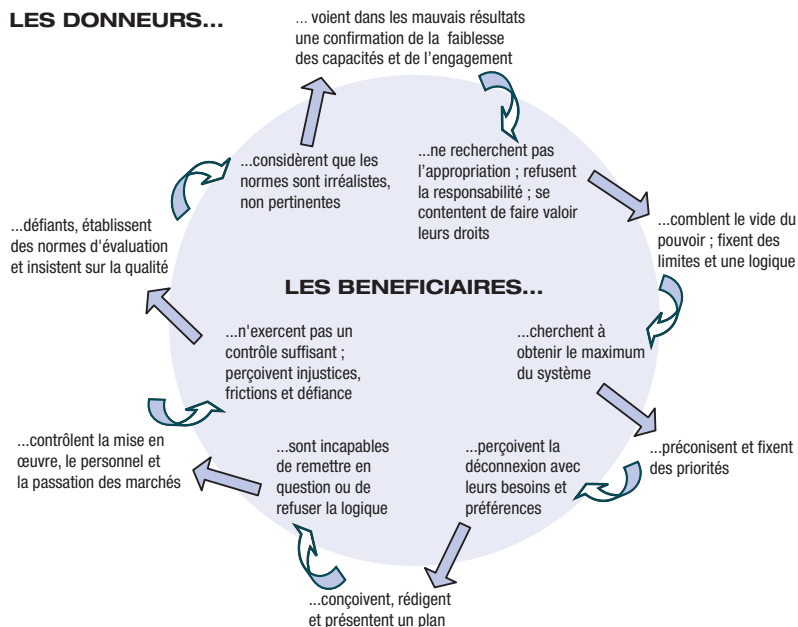 LES DONNEURS...
... voient dans les mauvais résultats
une confirmation de la faiblesse
des capacités et de l'engagement
...considèrent que les
normes sont irréalistes,
non pertinentes
...ne recherchent pas
l'appropriation ; refusent
la responsabilité ; se
contentent de faire valoir
leurs droits
...comblent le vide du
pouvoir ; fixent des
limites et une logique
...défiants, établissent
des normes d'évaluation
et insistent sur la qualité
LES BENEFICIAIRES...
...n'exercent pas un
contrôle suffisant ;
perçoivent injustices,
frictions et défiance
...cherchent à
obtenir le maximum
du système
...contrôlent la mise en
œuvre, le personnel et
la passation des marchés
...sont incapables
de remettre en
question ou de
refuser la logique
...perçoivent la
déconnexion avec
leurs besoins et
préférences
...préconisent et fixent
des priorités
...conçoivent, rédigent
et présentent un plan